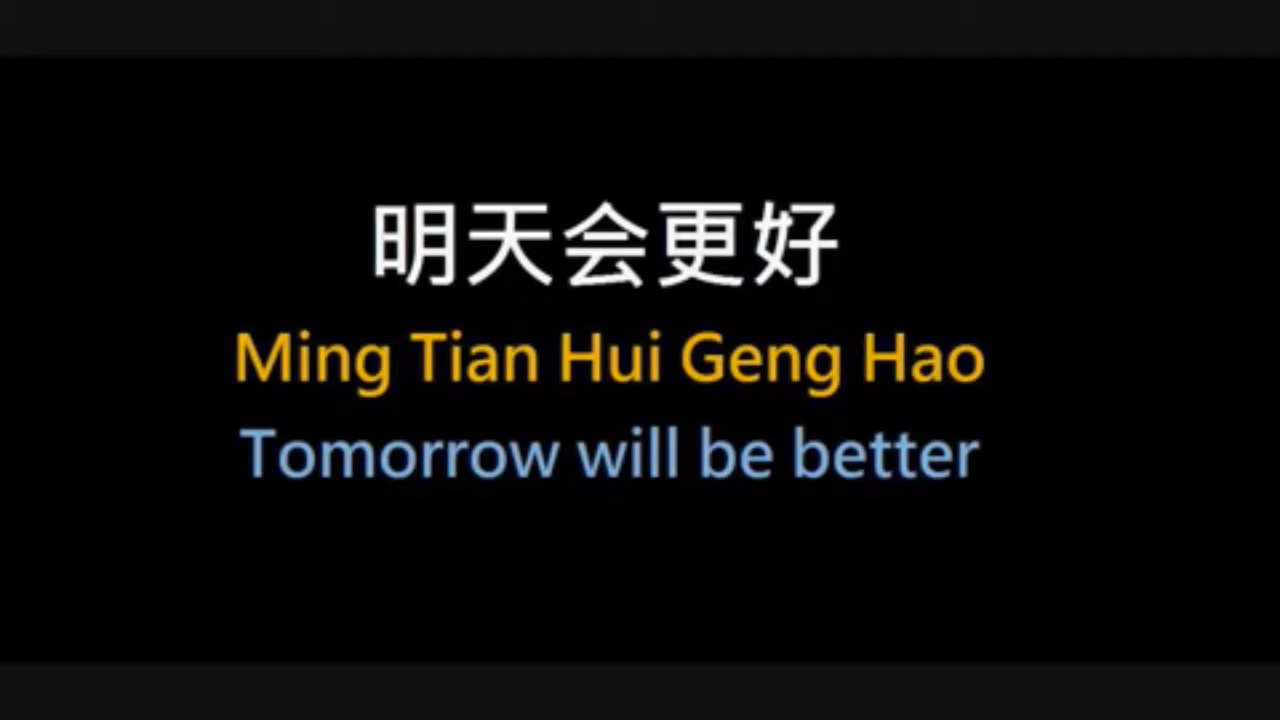 明天会更好
Ming Tian Hui Geng Hao
Tomorrow will be better